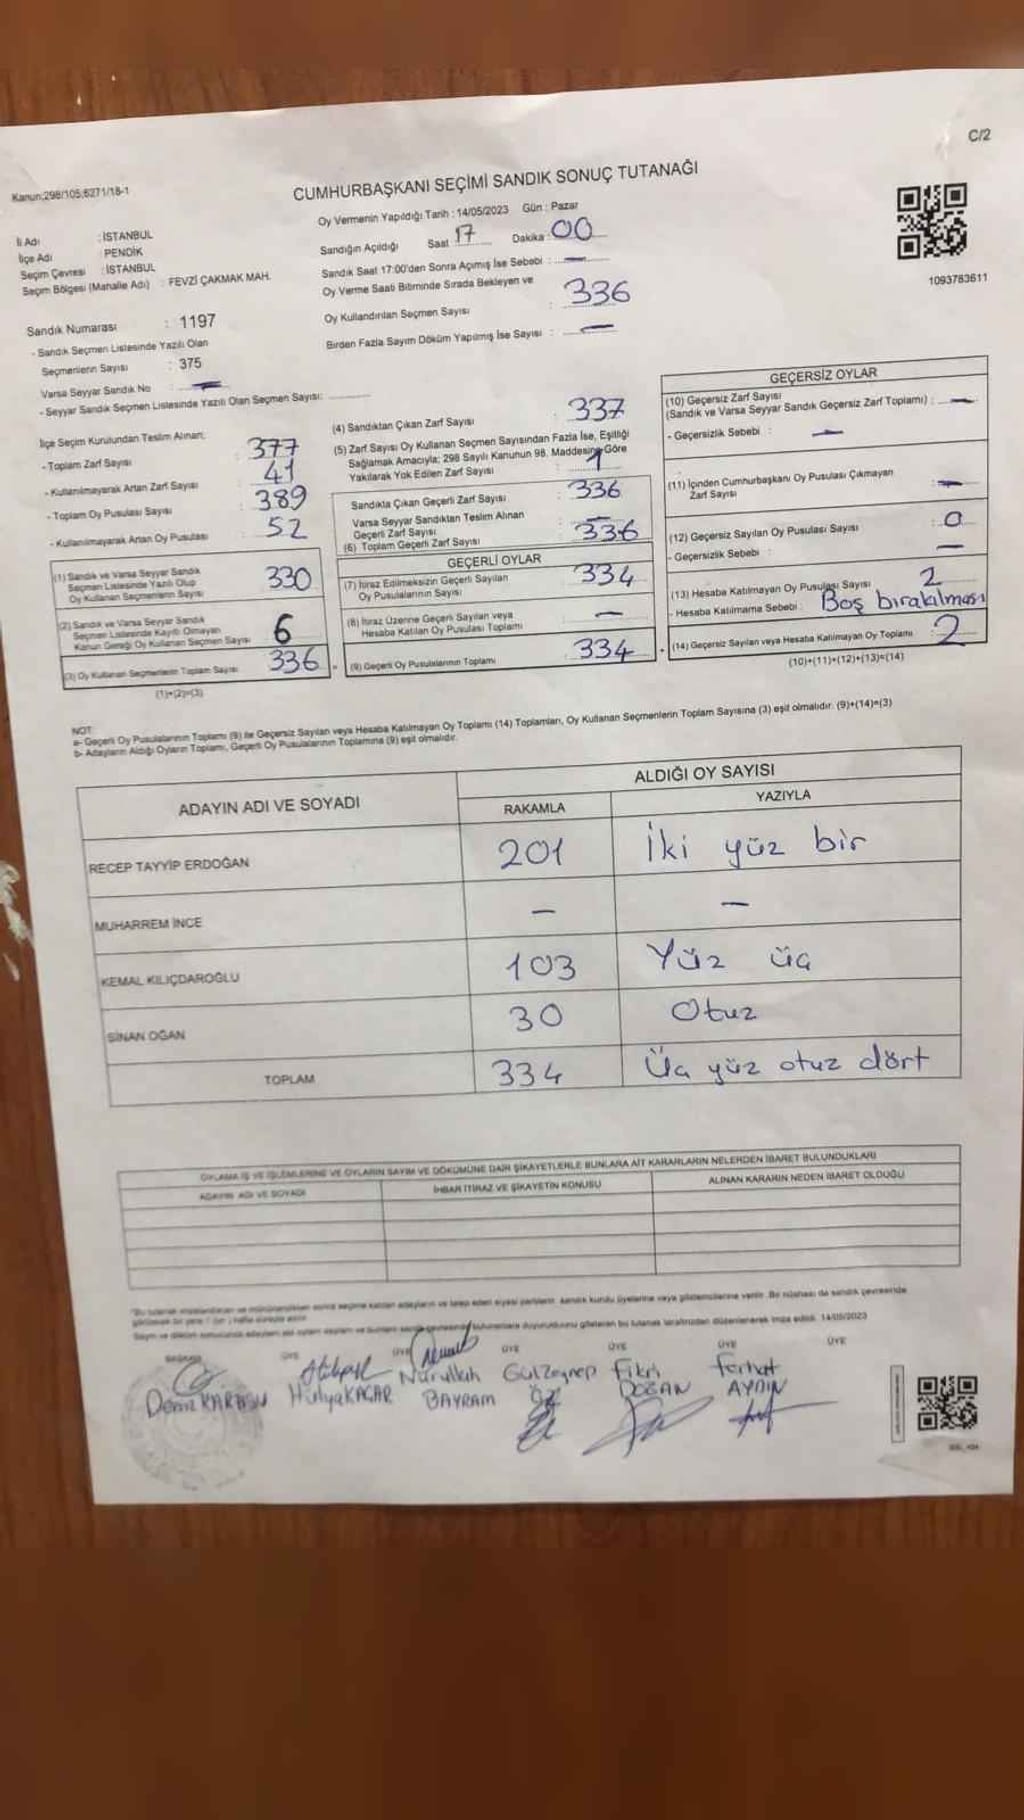 C/2
Kanun:298/105;6271/18-1
CUMHURBAŞKANI SEÇİMİ SANDIK SONUÇ TUTANAĞI
Oy Vermenin Yapıldığı Tarih : 14/05/2023 Gün : Pazar
İl Adı : İSTANBUL
İlçe Adı : PENDİK
Seçim Çevresi : İSTANBUL
Seçim Bölgesi (Mahalle Adı) : FEVZİ ÇAKMAK MAH.
Sandığın Açıldığı Saat 17 Dakika : 00
Sandık Saat 17:00'den Sonra Açılmış İse Sebebi : —
Oy Verme Saati Bitiminde Sırada Bekleyen ve
Oy Kullandırılan Seçmen Sayısı : 336
Birden Fazla Sayım Döküm Yapılmış İse Sayısı : —
1093783611
Sandık Numarası : 1197
- Sandık Seçmen Listesinde Yazılı Olan
Seçmenlerin Sayısı : 375
Varsa Seyyar Sandık No : —
- Seyyar Sandık Seçmen Listesinde Yazılı Olan Seçmen Sayısı: ............
İlçe Seçim Kurulundan Teslim Alınan;
- Toplam Zarf Sayısı : 377
- Kullanılmayarak Artan Zarf Sayısı : 41
- Toplam Oy Pusulası Sayısı : 389
- Kullanılmayarak Artan Oy Pusulası : 52
(1) Sandık ve Varsa Seyyar Sandık
Seçmen Listesinde Yazılı Olup
Oy Kullanan Seçmenlerin Sayısı 330
(2) Sandık ve Varsa Seyyar Sandık
Seçmen Listesinde Kayıtlı Olmayan
Kanun Gereği Oy Kullanan Seçmen Sayısı 6
(3) Oy Kullanan Seçmenlerin Toplam Sayısı 336
(1)+(2)=(3)
(4) Sandıktan Çıkan Zarf Sayısı : 337
(5) Zarf Sayısı Oy Kullanan Seçmen Sayısından Fazla İse, Eşitliği
Sağlamak Amacıyla; 298 Sayılı Kanunun 98. Maddesine Göre
Yakılarak Yok Edilen Zarf Sayısı : 1
Sandıkta Çıkan Geçerli Zarf Sayısı : 336
Varsa Seyyar Sandıktan Teslim Alınan
Geçerli Zarf Sayısı : —
(6) Toplam Geçerli Zarf Sayısı : 336
GEÇERLİ OYLAR
(7) İtiraz Edilmeksizin Geçerli Sayılan
Oy Pusulalarının Sayısı : 334
(8) İtiraz Üzerine Geçerli Sayılan veya
Hesaba Katılan Oy Pusulası Toplamı : —
(9) Geçerli Oy Pusulalarının Toplamı : 334
GEÇERSİZ OYLAR
(10) Geçersiz Zarf Sayısı
(Sandık ve Varsa Seyyar Sandık Geçersiz Zarf Toplamı) : —
- Geçersizlik Sebebi : —
(11) İçinden Cumhurbaşkanı Oy Pusulası Çıkmayan
Zarf Sayısı : —
(12) Geçersiz Sayılan Oy Pusulası Sayısı : 0
- Geçersizlik Sebebi : —
(13) Hesaba Katılmayan Oy Pusulası Sayısı : 2
- Hesaba Katılmama Sebebi : Boş bırakılması
(14) Geçersiz Sayılan veya Hesaba Katılmayan Oy Toplamı : 2
(10)+(11)+(12)+(13)=(14)
NOT:
a- Geçerli Oy Pusulalarının Toplamı (9) ile Geçersiz Sayılan veya Hesaba Katılmayan Oy Toplamı (14) Toplamları, Oy Kullanan Seçmenlerin Toplam Sayısına (3) eşit olmalıdır. (9)+(14)=(3)
b- Adayların Aldığı Oyların Toplamı, Geçerli Oy Pusulalarının Toplamına (9) eşit olmalıdır.
ADAYIN ADI VE SOYADI
ALDIĞI OY SAYISI
RAKAMLA YAZIYLA
RECEP TAYYİP ERDOĞAN 201 İki yüz bir
MUHARREM İNCE — —
KEMAL KILIÇDAROĞLU 103 Yüz üç
SİNAN OĞAN 30 Otuz
TOPLAM 334 Üç yüz otuz dört
OYLAMA İŞ VE İŞLEMLERİNE VE OYLARIN SAYIM VE DÖKÜMÜNE DAİR ŞİKAYETLERLE BUNLARA AİT KARARLARIN NELERDEN İBARET BULUNDUKLARI
ADAYIN ADI VE SOYADI İHBAR İTİRAZ VE ŞİKAYETİN KONUSU ALINAN KARARIN NEDEN İBARET OLDUĞU
14/05/2023
BAŞKAN ÜYE ÜYE ÜYE ÜYE ÜYE ÜYE
Deniz KARASU Hülya KAÇAR Nurullah BAYRAM Gülzeynep ÖZ Fikri DOĞAN Ferhat AYDIN